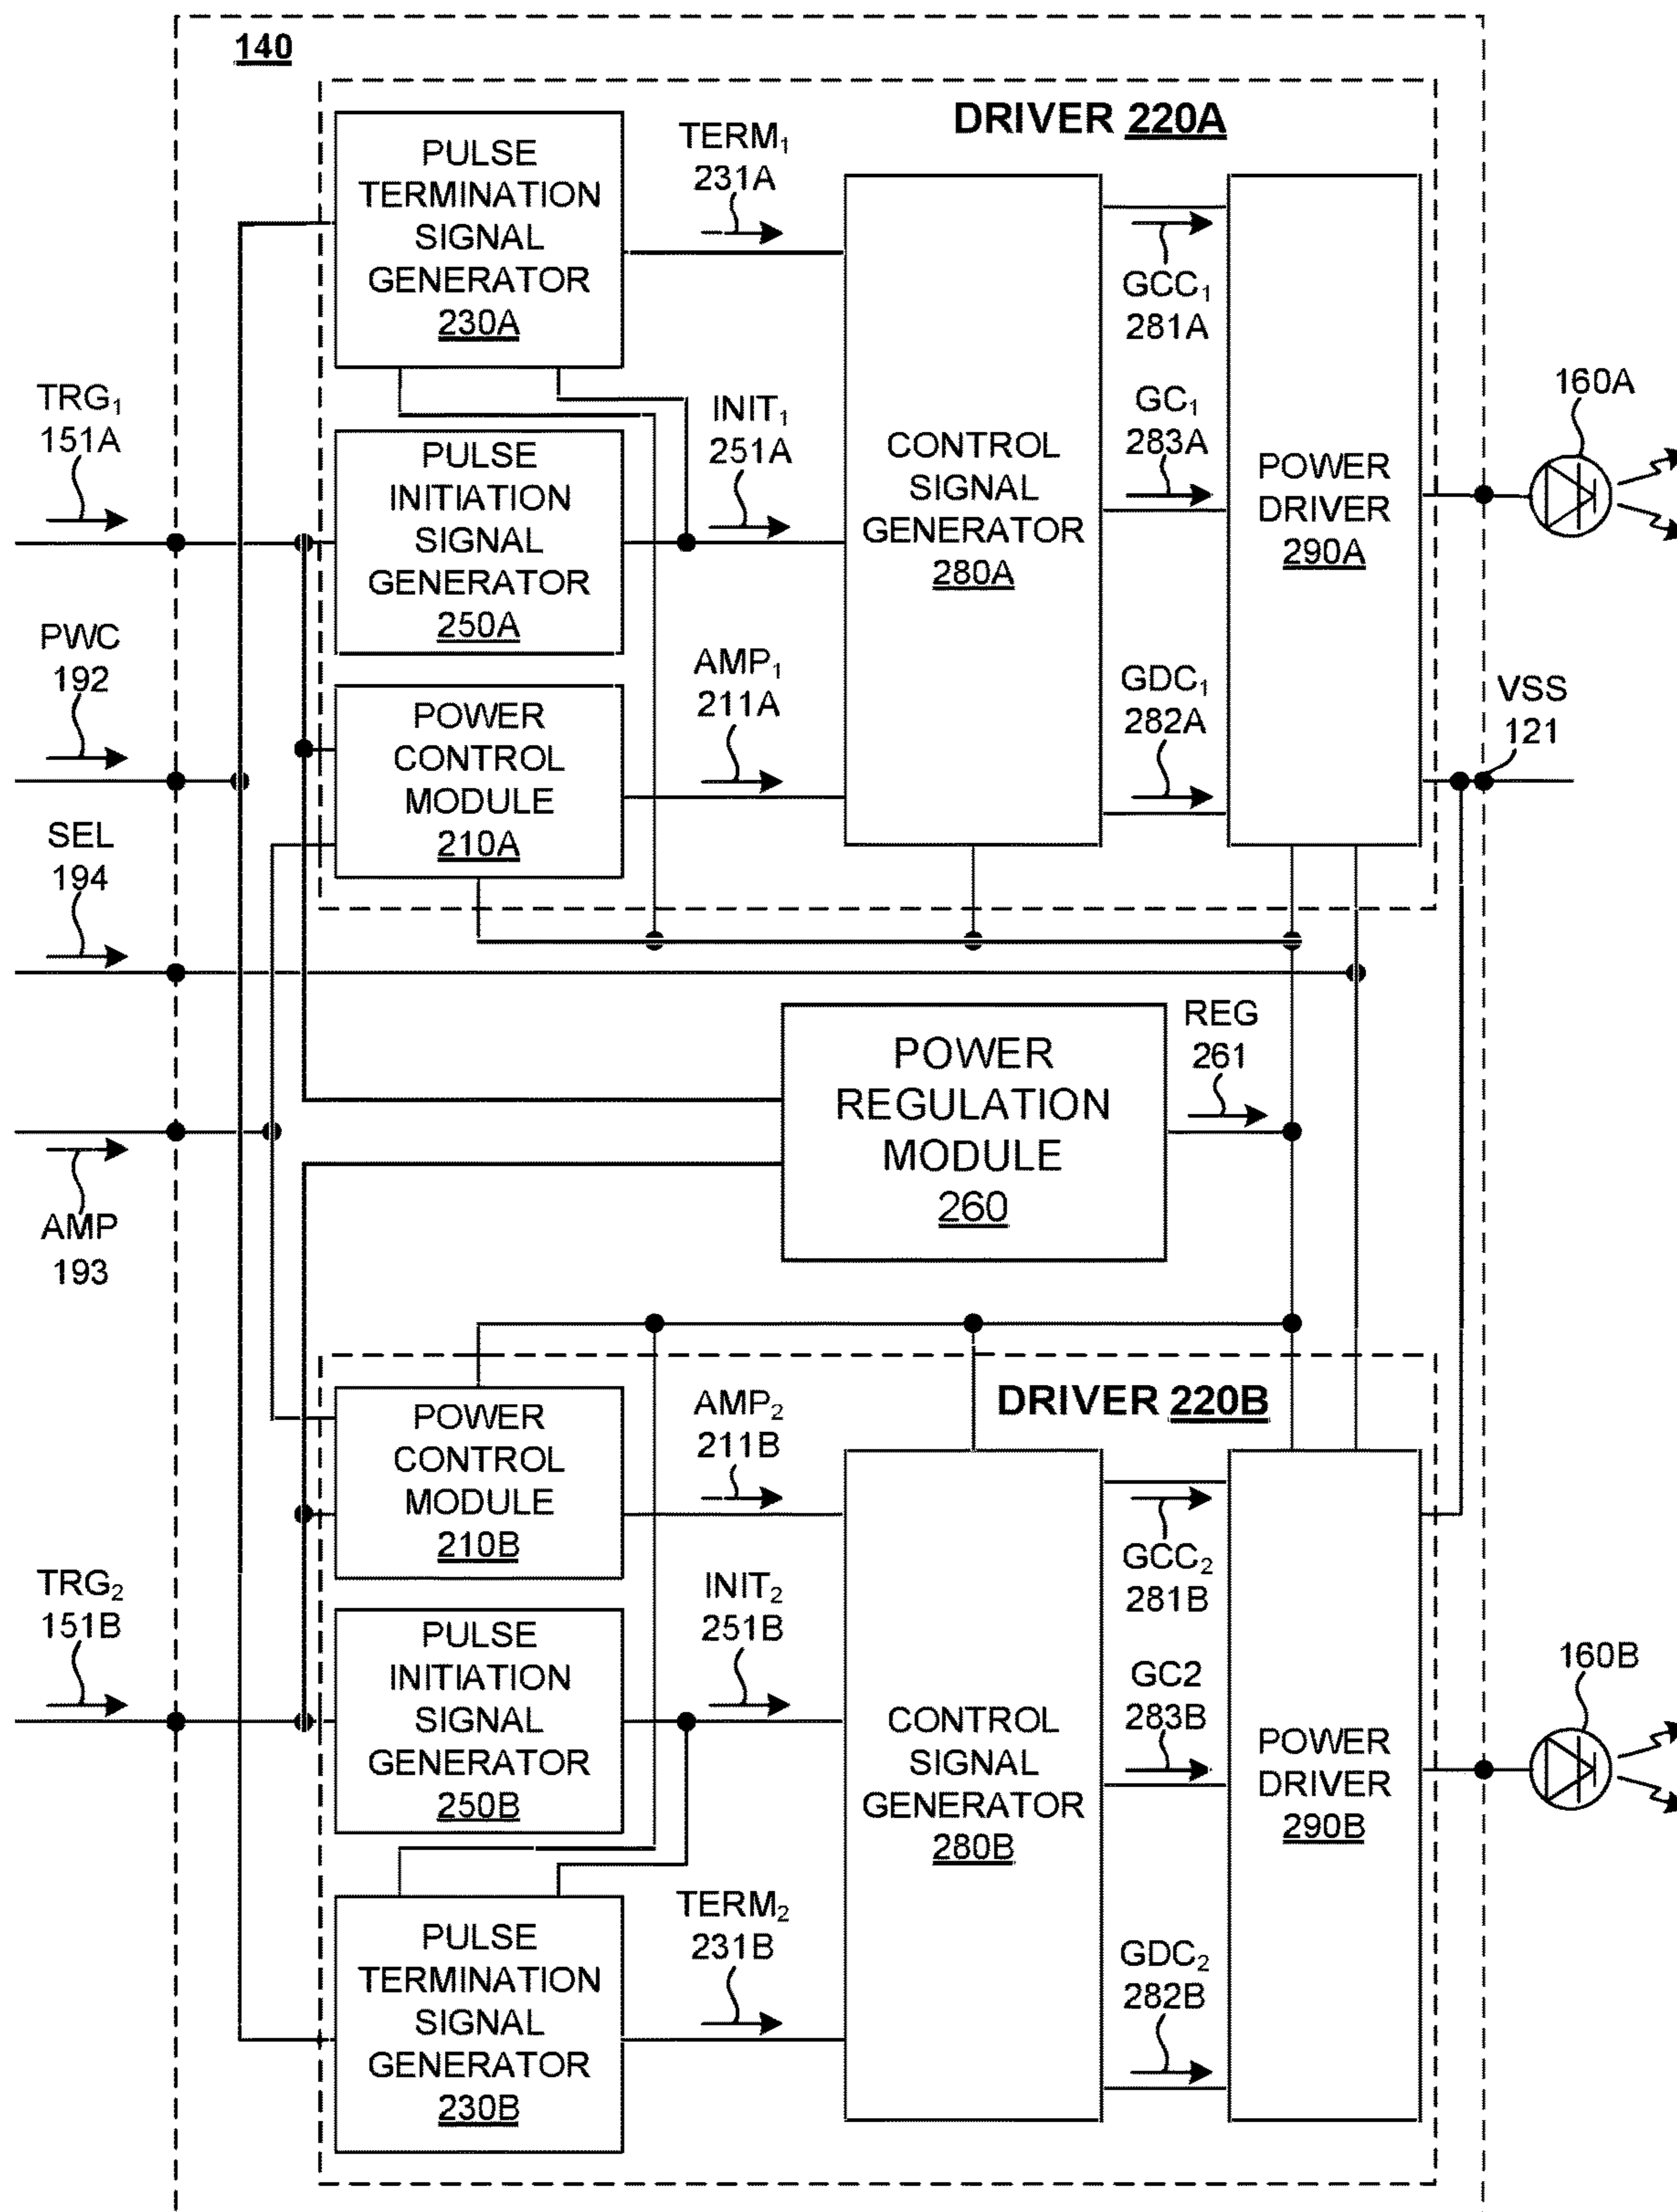 140
DRIVER 220A
PULSE
TERMINATION
SIGNAL
GENERATOR
230A
TERM₁
231A
GCC₁
281A
TRG₁
151A
PULSE
INITIATION
SIGNAL
GENERATOR
250A
INIT₁
251A
CONTROL
SIGNAL
GENERATOR
280A
GC₁
283A
POWER
DRIVER
290A
160A
PWC
192
POWER
CONTROL
MODULE
210A
AMP₁
211A
GDC₁
282A
VSS
121
SEL
194
POWER
REGULATION
MODULE
260
REG
261
AMP
193
DRIVER 220B
POWER
CONTROL
MODULE
210B
AMP₂
211B
GCC₂
281B
TRG₂
151B
PULSE
INITIATION
SIGNAL
GENERATOR
250B
INIT₂
251B
CONTROL
SIGNAL
GENERATOR
280B
GC2
283B
POWER
DRIVER
290B
160B
PULSE
TERMINATION
SIGNAL
GENERATOR
230B
TERM₂
231B
GDC₂
282B